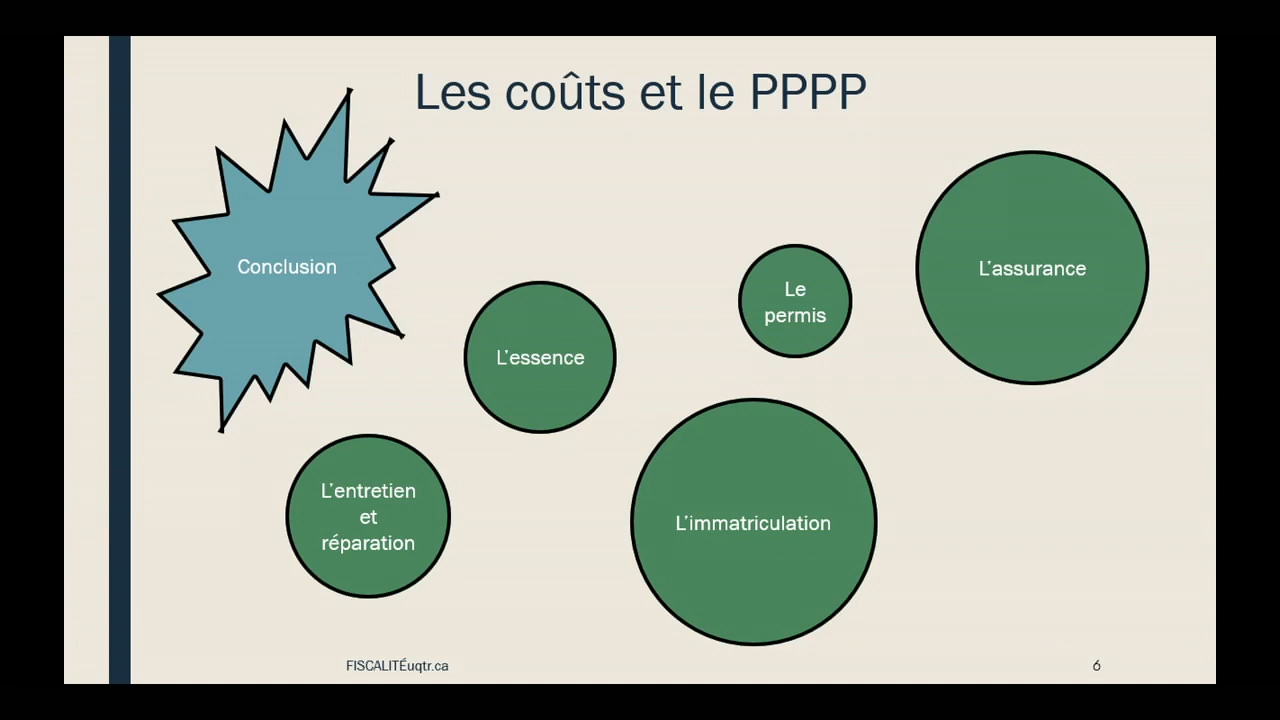 Les coûts et le PPPP
Conclusion
L'essence
Le
permis
L'assurance
L'entretien
et
réparation
L'immatriculation
FISCALITÉuqtr.ca
6